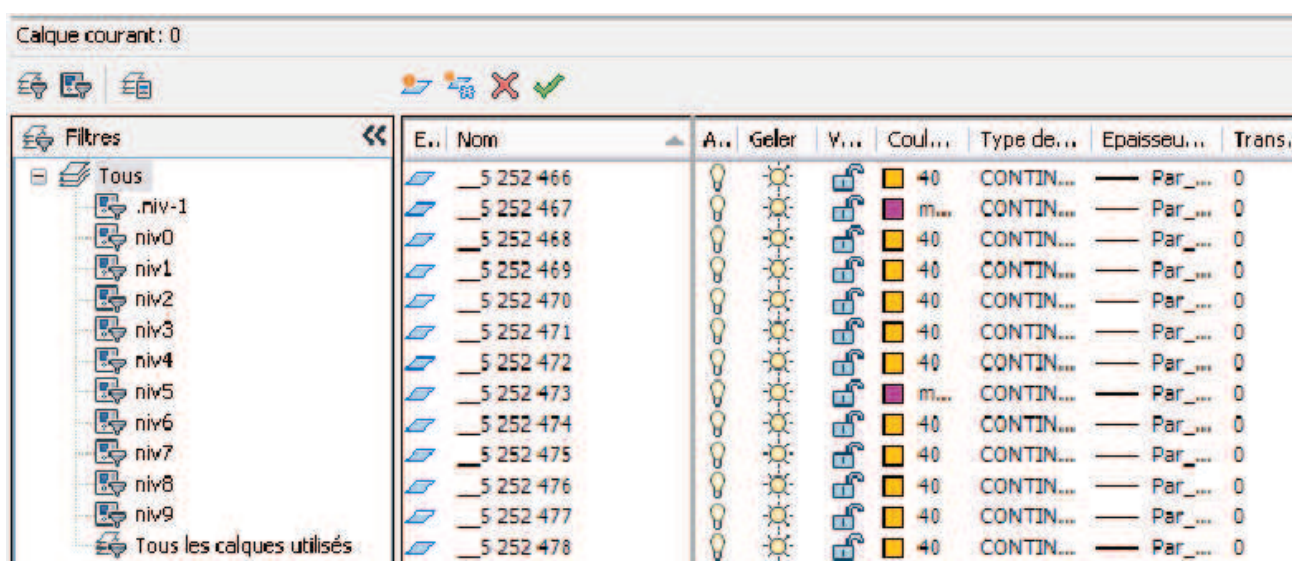 Calque courant: 0
Filtres
E... Nom A... Geler V... Coul... Type de... Epaisseu... Trans.
Tous
.niv-1
niv0
niv1
niv2
niv3
niv4
niv5
niv6
niv7
niv8
niv9
Tous les calques utilisés
__5 252 466 40 CONTIN... Par_... 0
__5 252 467 m... CONTIN... Par_... 0
__5 252 468 40 CONTIN... Par_... 0
__5 252 469 40 CONTIN... Par_... 0
__5 252 470 40 CONTIN... Par_... 0
__5 252 471 40 CONTIN... Par_... 0
__5 252 472 40 CONTIN... Par_... 0
__5 252 473 m... CONTIN... Par_... 0
__5 252 474 40 CONTIN... Par_... 0
__5 252 475 40 CONTIN... Par_... 0
__5 252 476 40 CONTIN... Par_... 0
__5 252 477 40 CONTIN... Par_... 0
__5 252 478 40 CONTIN... Par_... 0